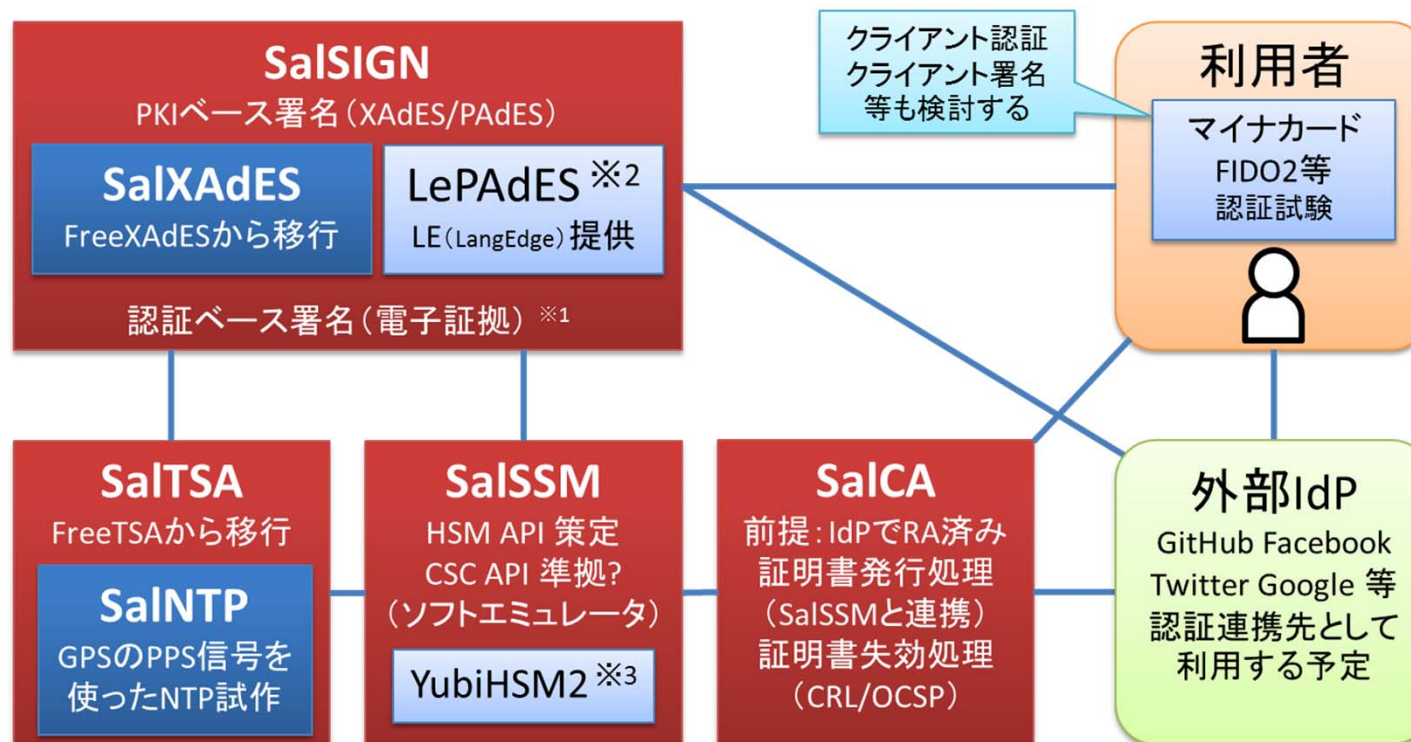 SalSIGN
PKIベース署名（XAdES/PAdES）
SalXAdES
FreeXAdESから移行
LePAdES ※2
LE（LangEdge）提供
認証ベース署名（電子証拠）※1
クライアント認証
クライアント署名
等も検討する
利用者
マイナカード
FIDO2等
認証試験
SalTSA
FreeTSAから移行
SalNTP
GPSのPPS信号を
使ったNTP試作
SalSSM
HSM API 策定
CSC API 準拠?
（ソフトエミュレータ）
YubiHSM2 ※3
SalCA
前提：IdPでRA済み
証明書発行処理
（SalSSMと連携）
証明書失効処理
（CRL/OCSP）
外部IdP
GitHub Facebook
Twitter Google 等
認証連携先として
利用する予定